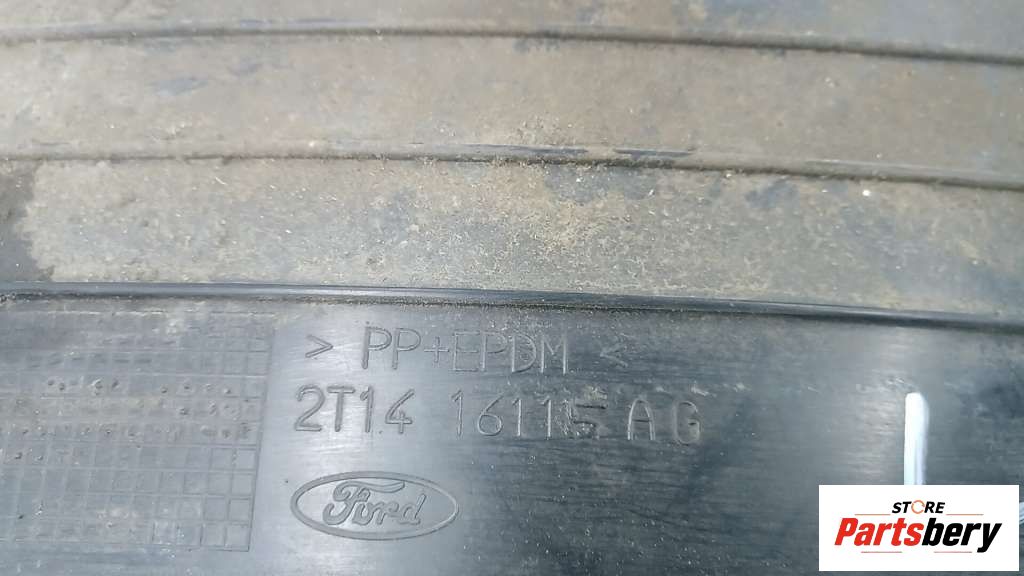 > PP+EPDM <
2T14 16115 AG
Ford
STORE
Partsbery